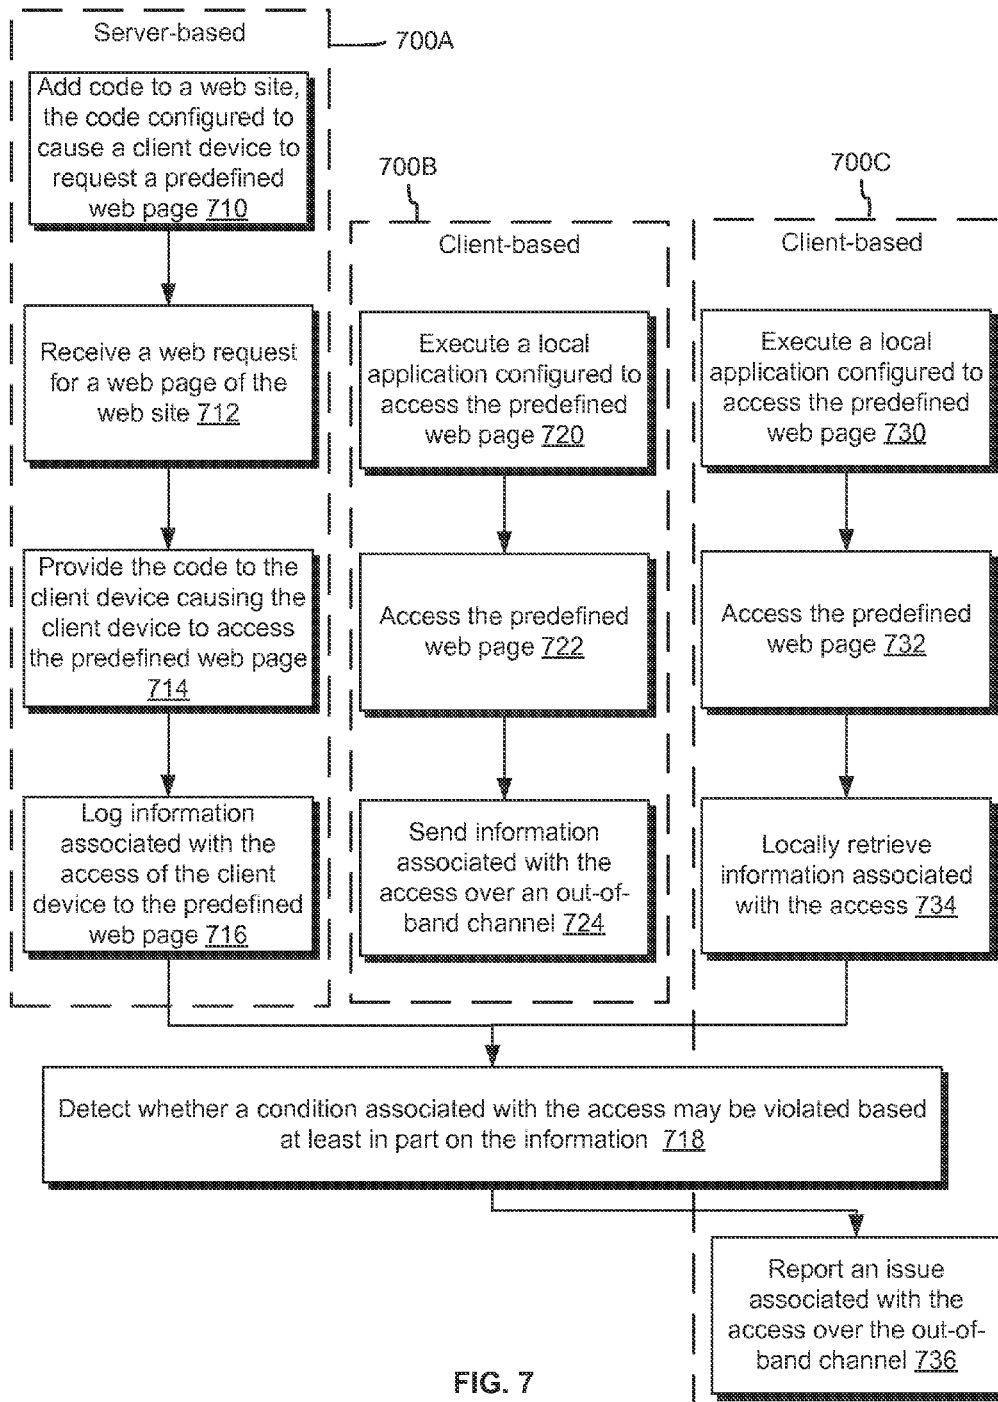 Server-based
700A
Add code to a web site,
the code configured to
cause a client device to
request a predefined
web page 710
Receive a web request
for a web page of the
web site 712
Provide the code to the
client device causing the
client device to access
the predefined web page
714
Log information
associated with the
access of the client
device to the predefined
web page 716
700B
Client-based
Execute a local
application configured to
access the predefined
web page 720
Access the predefined
web page 722
Send information
associated with the
access over an out-of-
band channel 724
700C
Client-based
Execute a local
application configured to
access the predefined
web page 730
Access the predefined
web page 732
Locally retrieve
information associated
with the access 734
Detect whether a condition associated with the access may be violated based
at least in part on the information 718
Report an issue
associated with the
access over the out-of-
band channel 736
FIG. 7